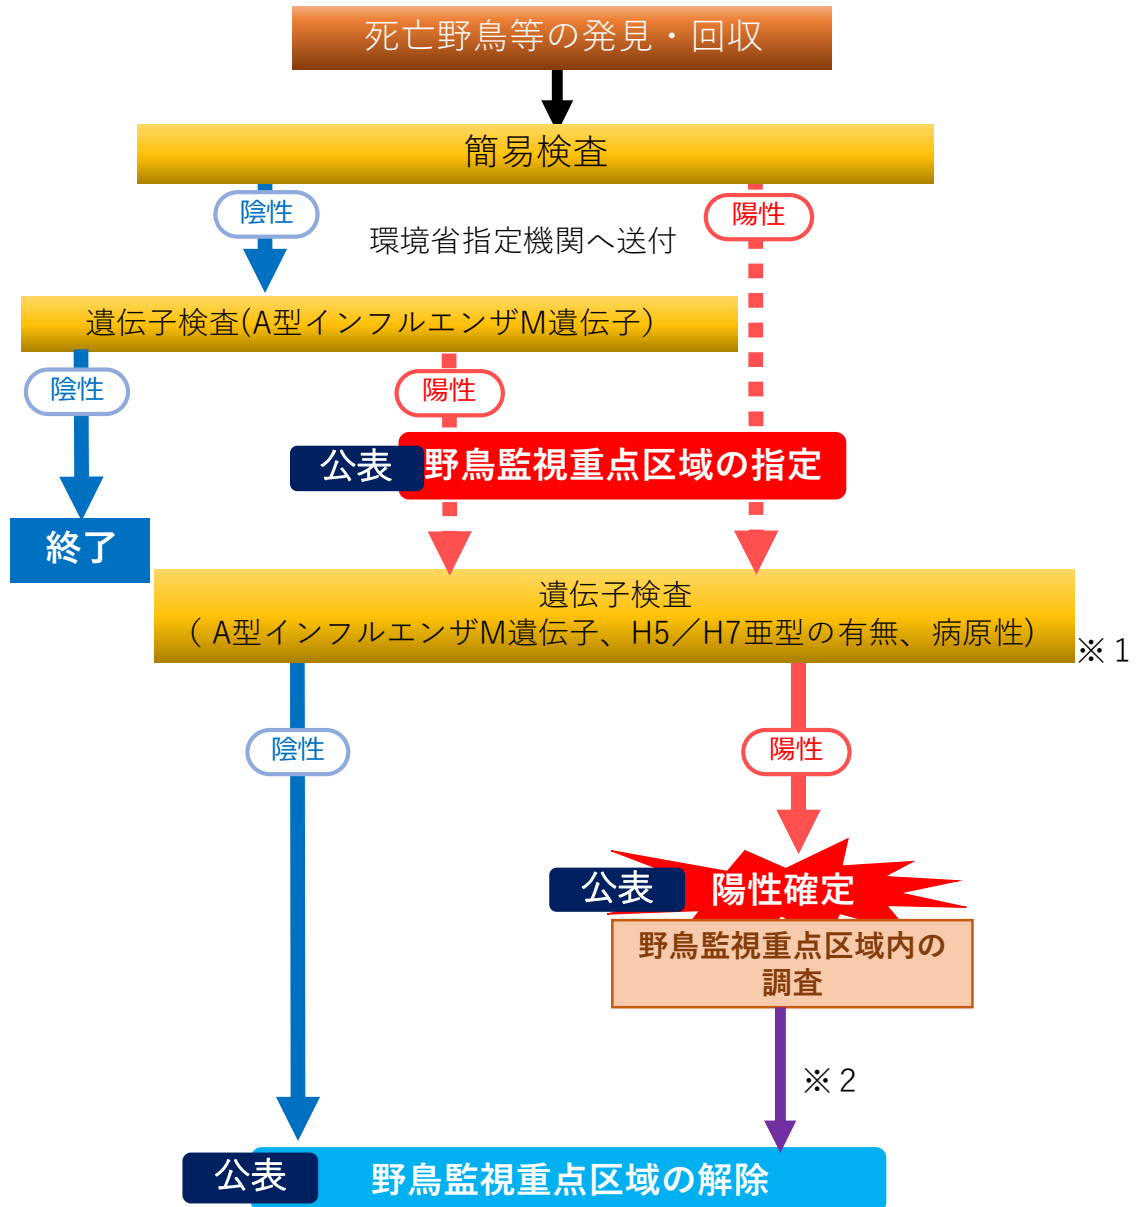 死亡野鳥等の発見・回収
簡易検査
陰性
陽性
環境省指定機関へ送付
遺伝子検査(A型インフルエンザM遺伝子)
陰性
陽性
公表
野鳥監視重点区域の指定
終了
遺伝子検査
( A型インフルエンザM遺伝子、H5／H7亜型の有無、病原性)
※１
陰性
陽性
公表
陽性確定
野鳥監視重点区域内の
調査
※２
公表
野鳥監視重点区域の解除